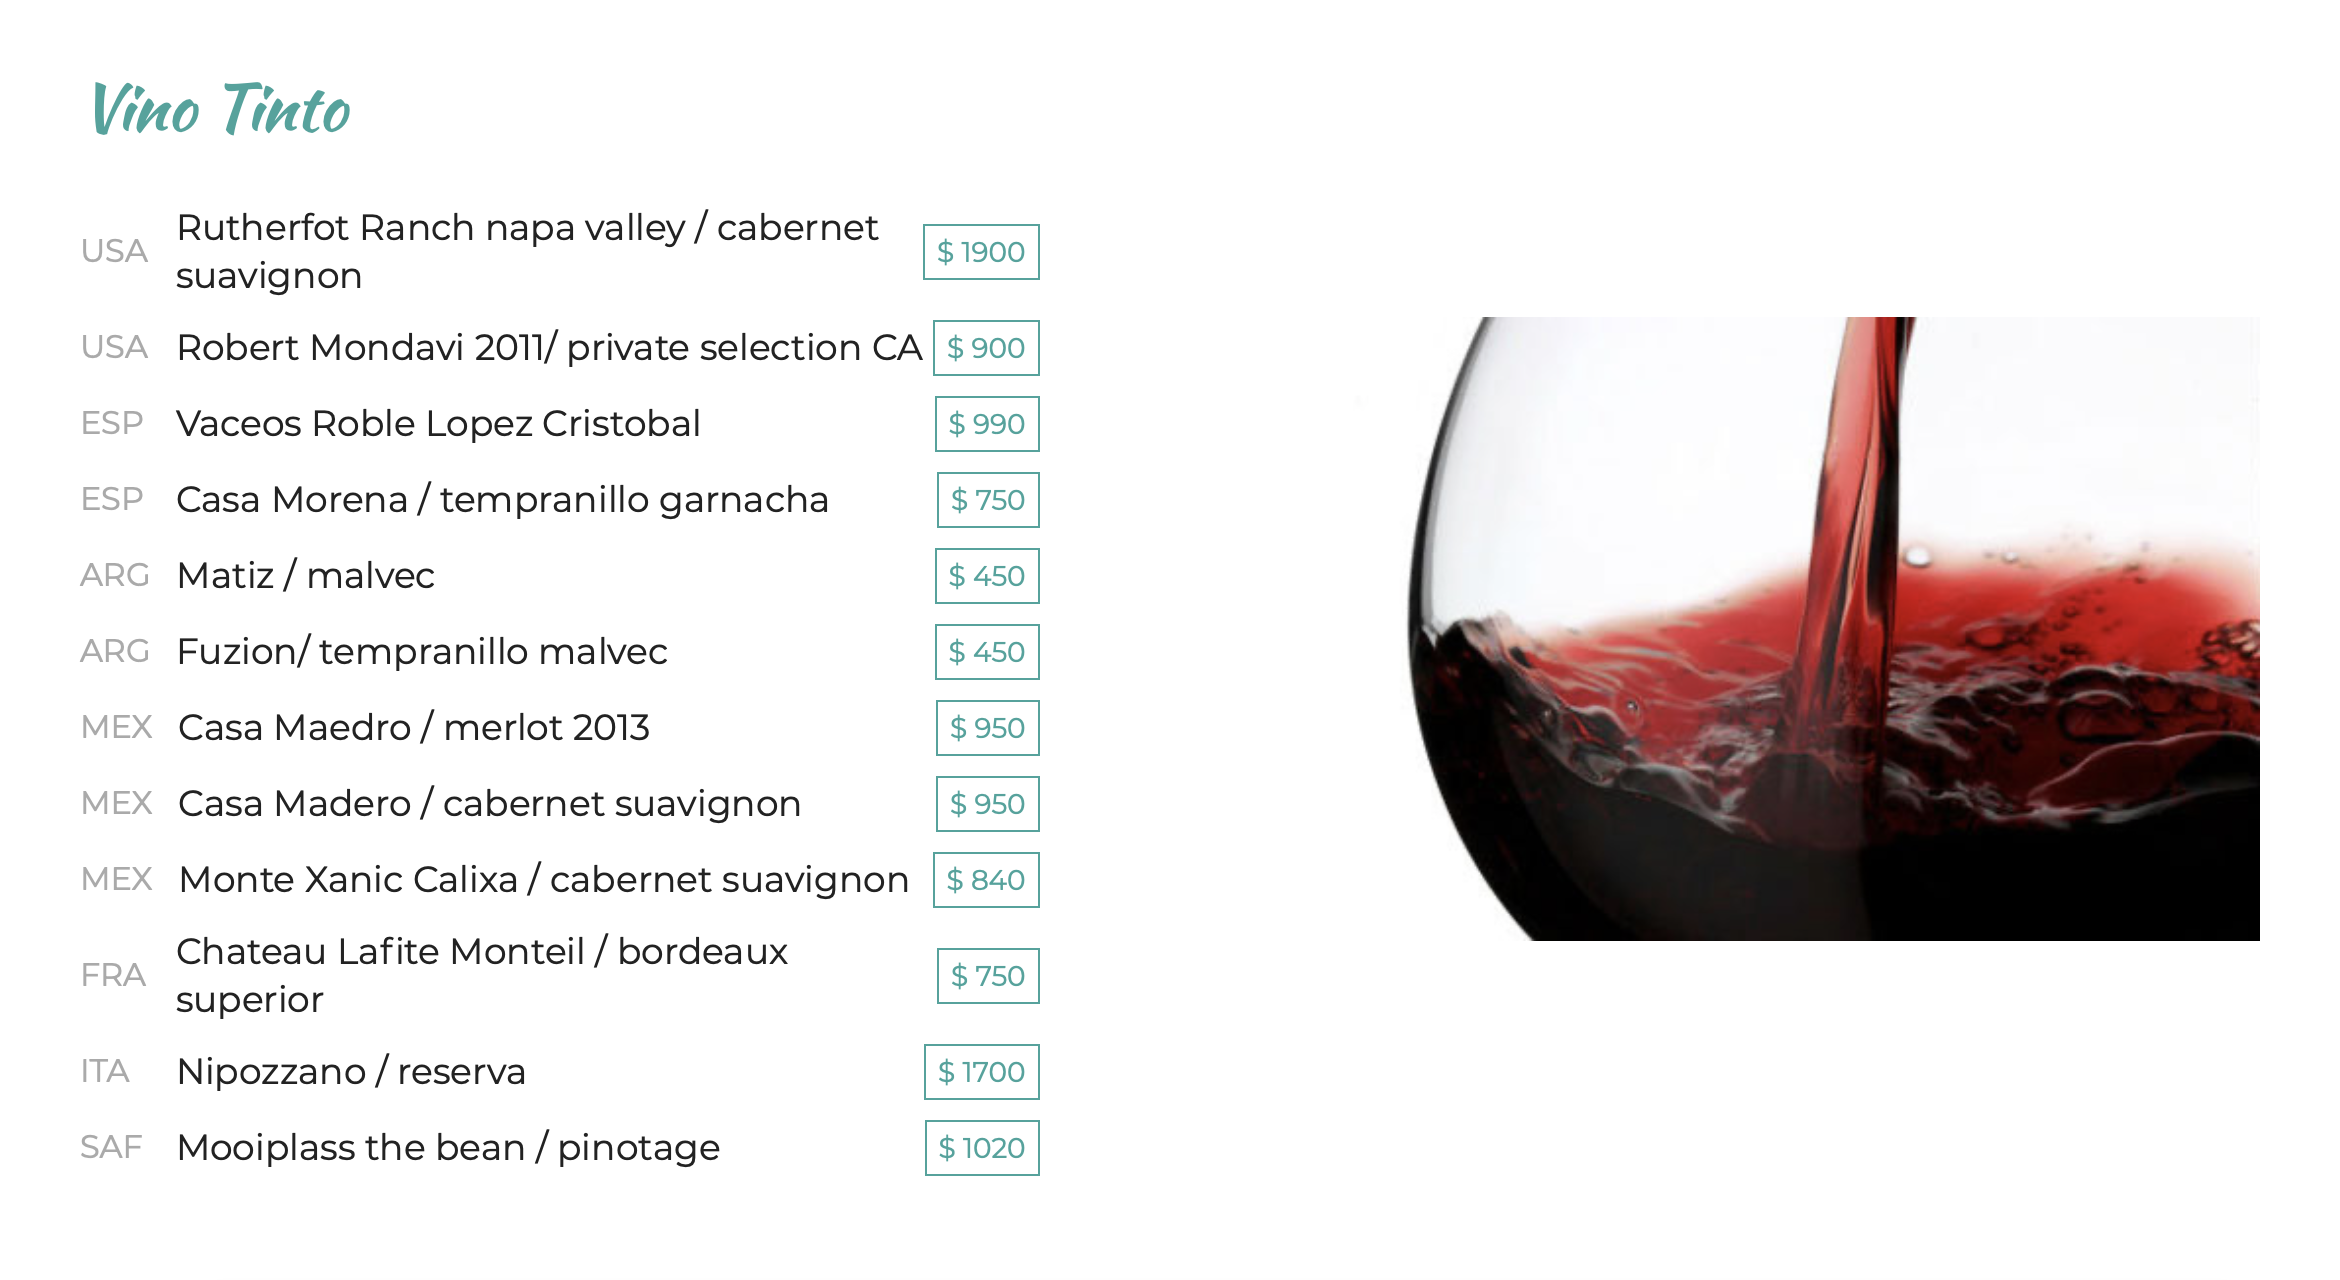 Vino Tinto
USA Rutherfot Ranch napa valley / cabernet
suavignon $ 1900
USA Robert Mondavi 2011/ private selection CA $ 900
ESP Vaceos Roble Lopez Cristobal $ 990
ESP Casa Morena / tempranillo garnacha $ 750
ARG Matiz / malvec $ 450
ARG Fuzion/ tempranillo malvec $ 450
MEX Casa Maedro / merlot 2013 $ 950
MEX Casa Madero / cabernet suavignon $ 950
MEX Monte Xanic Calixa / cabernet suavignon $ 840
FRA Chateau Lafite Monteil / bordeaux
superior $ 750
ITA Nipozzano / reserva $ 1700
SAF Mooiplass the bean / pinotage $ 1020